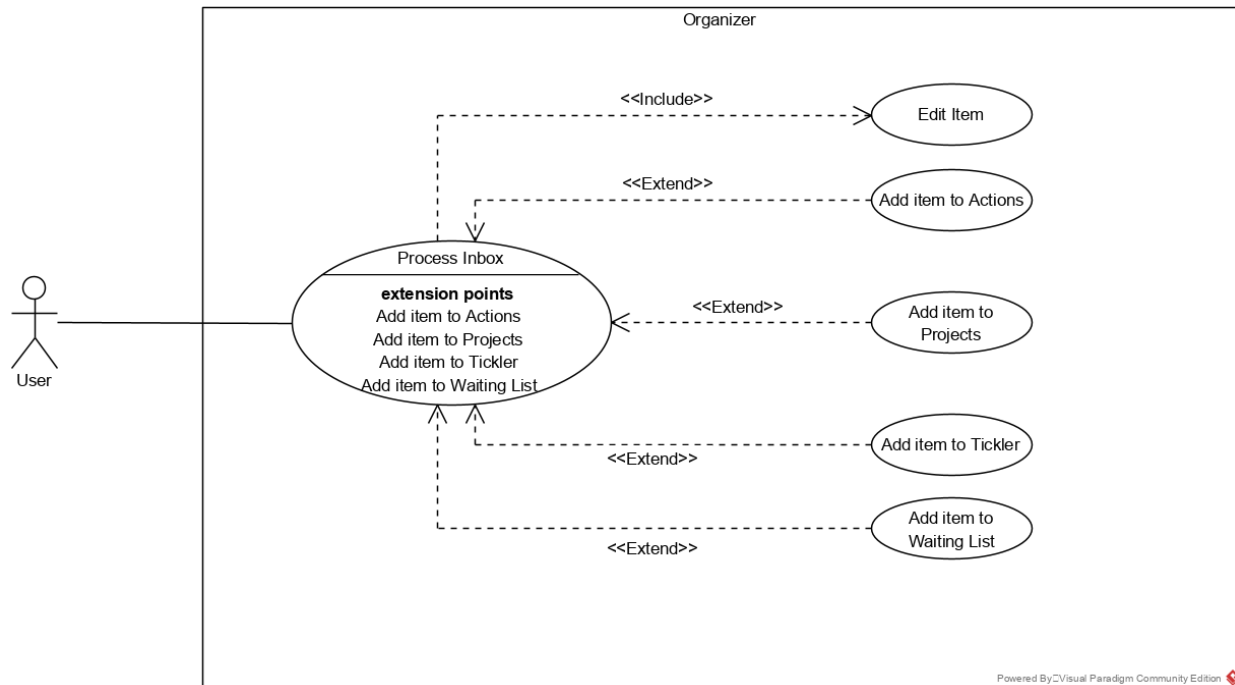 Organizer
<<Include>>
Edit Item
<<Extend>>
Add item to Actions
Process Inbox
extension points
Add item to Actions
Add item to Projects
Add item to Tickler
Add item to Waiting List
<<Extend>>
Add item to
Projects
User
Add item to Tickler
<<Extend>>
Add item to
Waiting List
<<Extend>>
Powered By Visual Paradigm Community Edition